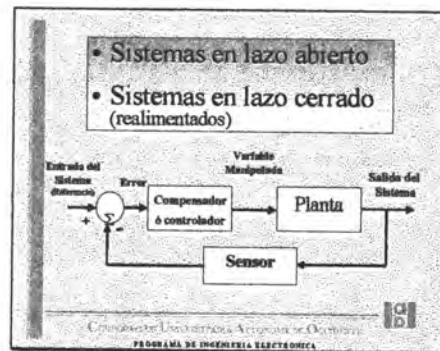 • Sistemas en lazo abierto
• Sistemas en lazo cerrado
(realimentados)
Entrada del
Sistema
(Referencia)
Error
Variable
Manipulada
Salida del
Sistema
+
Σ
-
Compensador
ó controlador
Planta
Sensor
PROGRAMA DE INGENIERIA ELECTRONICA